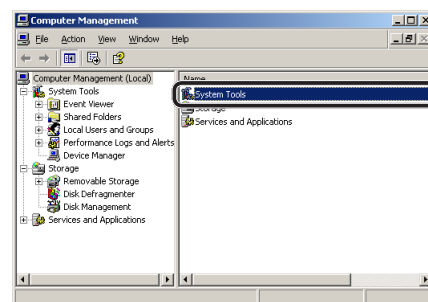 Computer Management
File Action View Window Help
Computer Management (Local)
System Tools
Event Viewer
Shared Folders
Local Users and Groups
Performance Logs and Alerts
Device Manager
Storage
Removable Storage
Disk Defragmenter
Disk Management
Services and Applications
Name
System Tools
Storage
Services and Applications